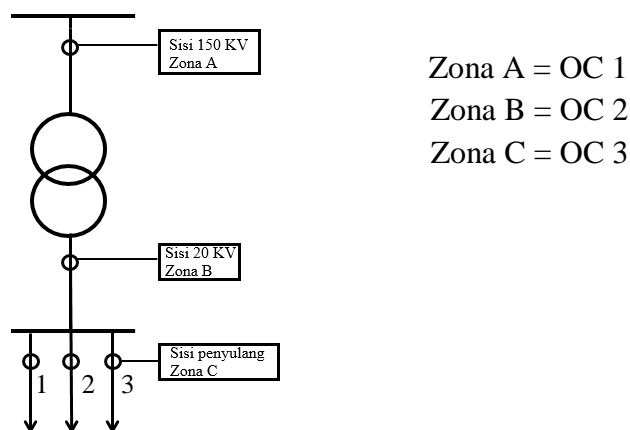 Sisi 150 KV
Zona A
Zona A = OC 1
Zona B = OC 2
Zona C = OC 3
Sisi 20 KV
Zona B
Sisi penyulang
Zona C
1 2 3